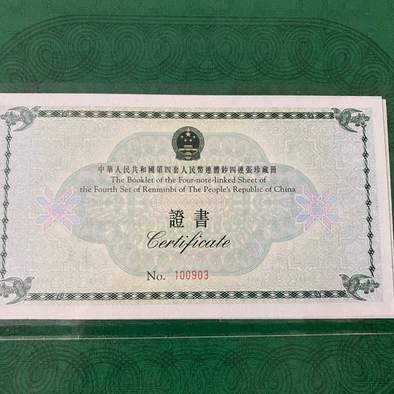 中華人民共和國第四套人民幣連體鈔四連張珍藏冊
The Booklet of the Four-note-linked Sheet of
the Fourth Set of Renminbi of The People's Republic of China
證書
Certificate
No. 100903